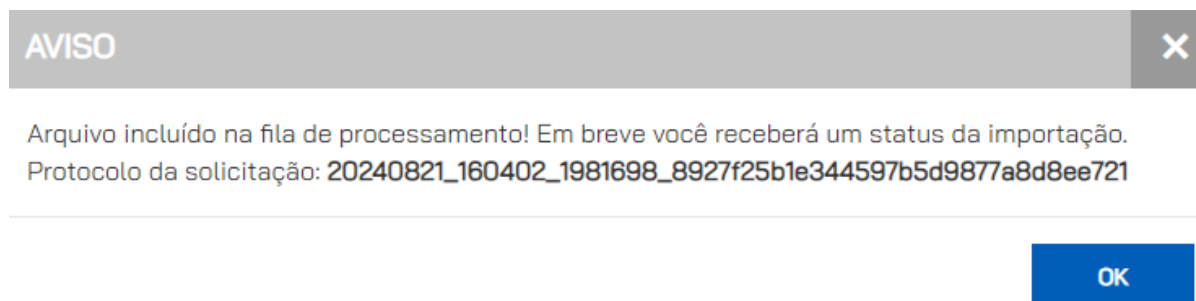 AVISO
Arquivo incluído na fila de processamento! Em breve você receberá um status da importação.
Protocolo da solicitação: 20240821_160402_1981698_8927f25b1e344597b5d9877a8d8ee721
OK